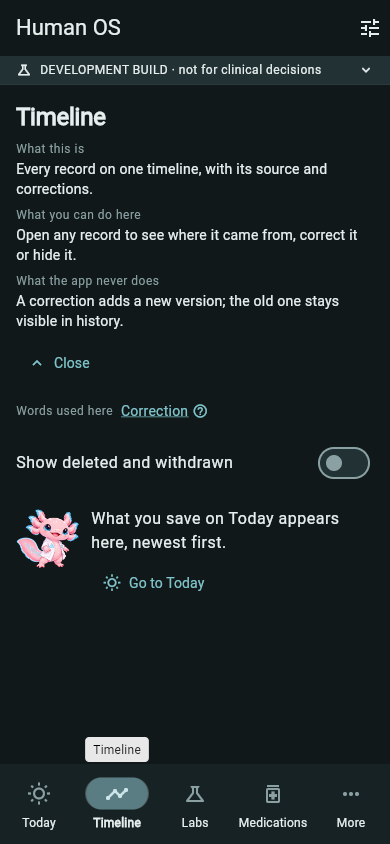 Human OS
DEVELOPMENT BUILD · not for clinical decisions
Timeline
What this is
Every record on one timeline, with its source and
corrections.
What you can do here
Open any record to see where it came from, correct it
or hide it.
What the app never does
A correction adds a new version; the old one stays
visible in history.
Close
Words used here Correction
Show deleted and withdrawn
What you save on Today appears
here, newest first.
Go to Today
Timeline
Today Timeline Labs Medications More